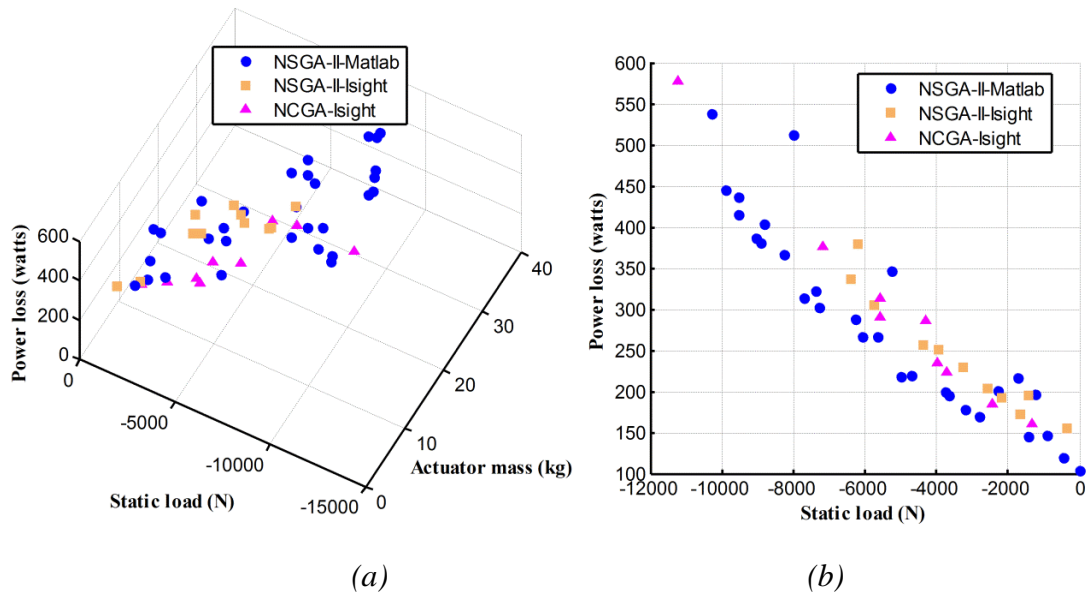 NSGA-II-Matlab
NSGA-II-Isight
NCGA-Isight
Power loss (watts)
600
400
200
0
0
-5000
-10000
-15000
Static load (N)
0
10
20
30
40
Actuator mass (kg)
(a)
NSGA-II-Matlab
NSGA-II-Isight
NCGA-Isight
Power loss (watts)
600
550
500
450
400
350
300
250
200
150
100
-12000 -10000 -8000 -6000 -4000 -2000 0
Static load (N)
(b)